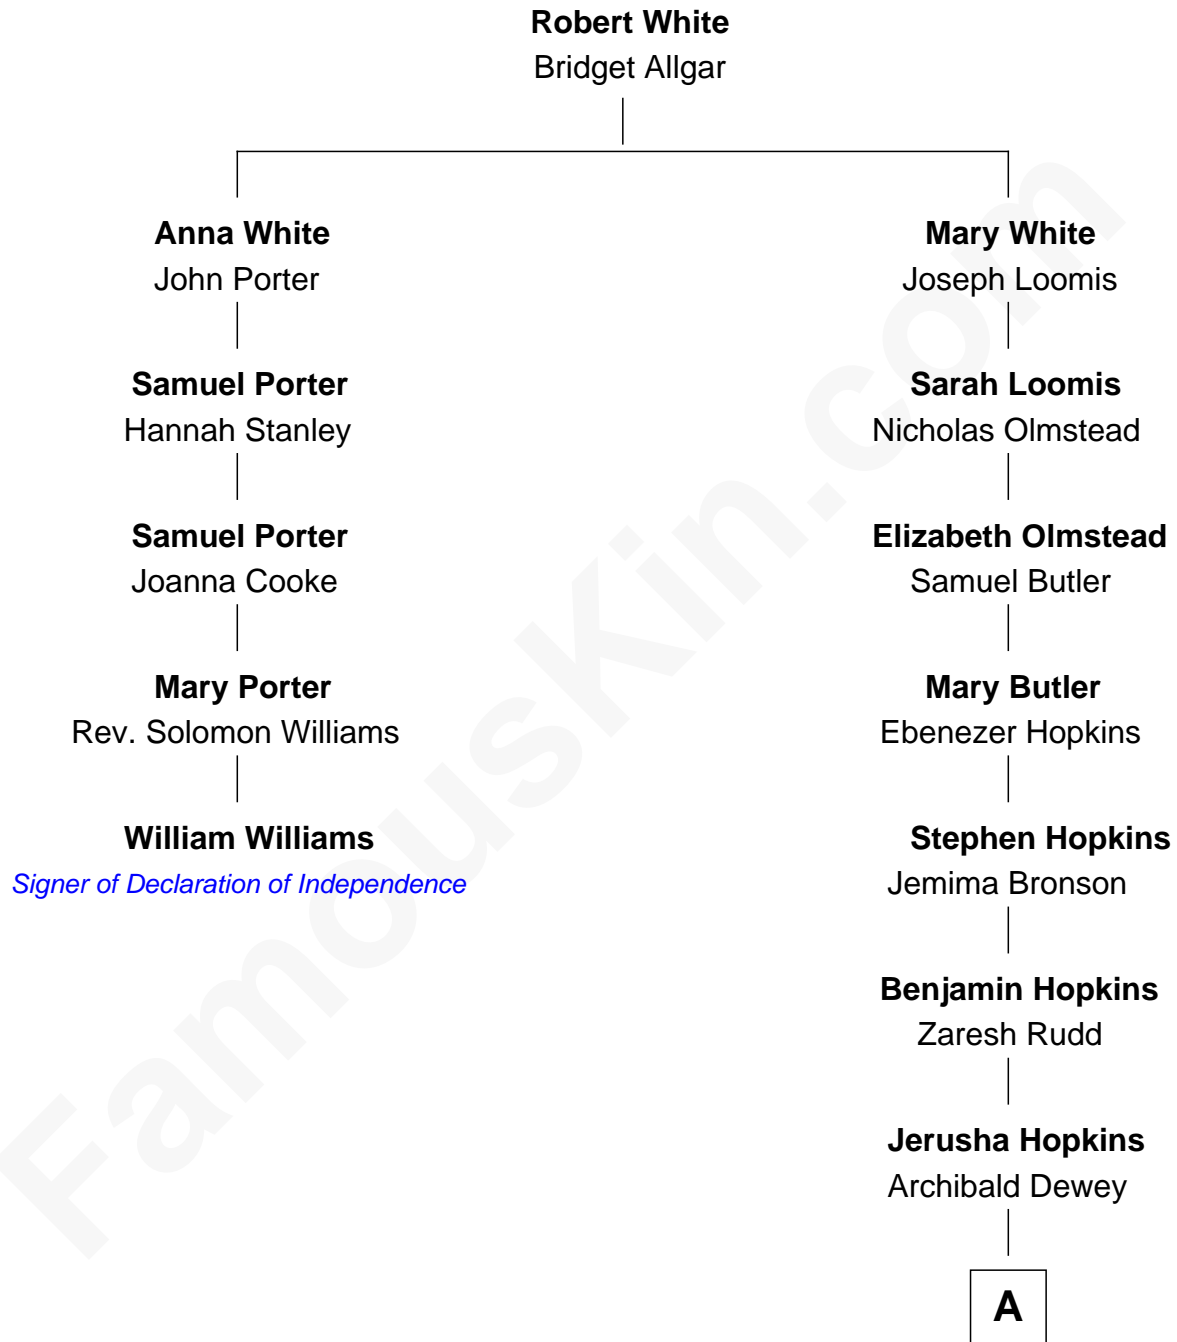 Robert White
Bridget Allgar
Anna White
John Porter
Mary White
Joseph Loomis
Samuel Porter
Hannah Stanley
Sarah Loomis
Nicholas Olmstead
Samuel Porter
Joanna Cooke
Elizabeth Olmstead
Samuel Butler
Mary Porter
Rev. Solomon Williams
Mary Butler
Ebenezer Hopkins
William Williams
Signer of Declaration of Independence
Stephen Hopkins
Jemima Bronson
Benjamin Hopkins
Zaresh Rudd
Jerusha Hopkins
Archibald Dewey
A
FamousKin.com